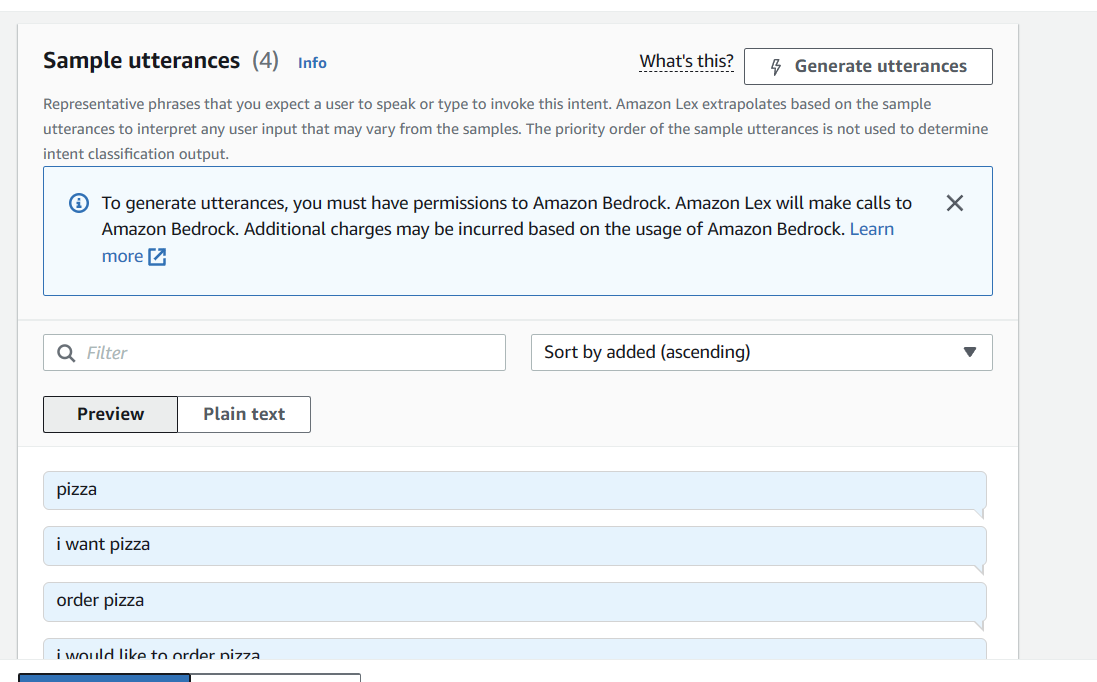 Sample utterances (4) Info
What's this?
Generate utterances
Representative phrases that you expect a user to speak or type to invoke this intent. Amazon Lex extrapolates based on the sample
utterances to interpret any user input that may vary from the samples. The priority order of the sample utterances is not used to determine
intent classification output.
To generate utterances, you must have permissions to Amazon Bedrock. Amazon Lex will make calls to
Amazon Bedrock. Additional charges may be incurred based on the usage of Amazon Bedrock. Learn
more
Filter
Sort by added (ascending)
Preview
Plain text
pizza
i want pizza
order pizza
i would like to order pizza